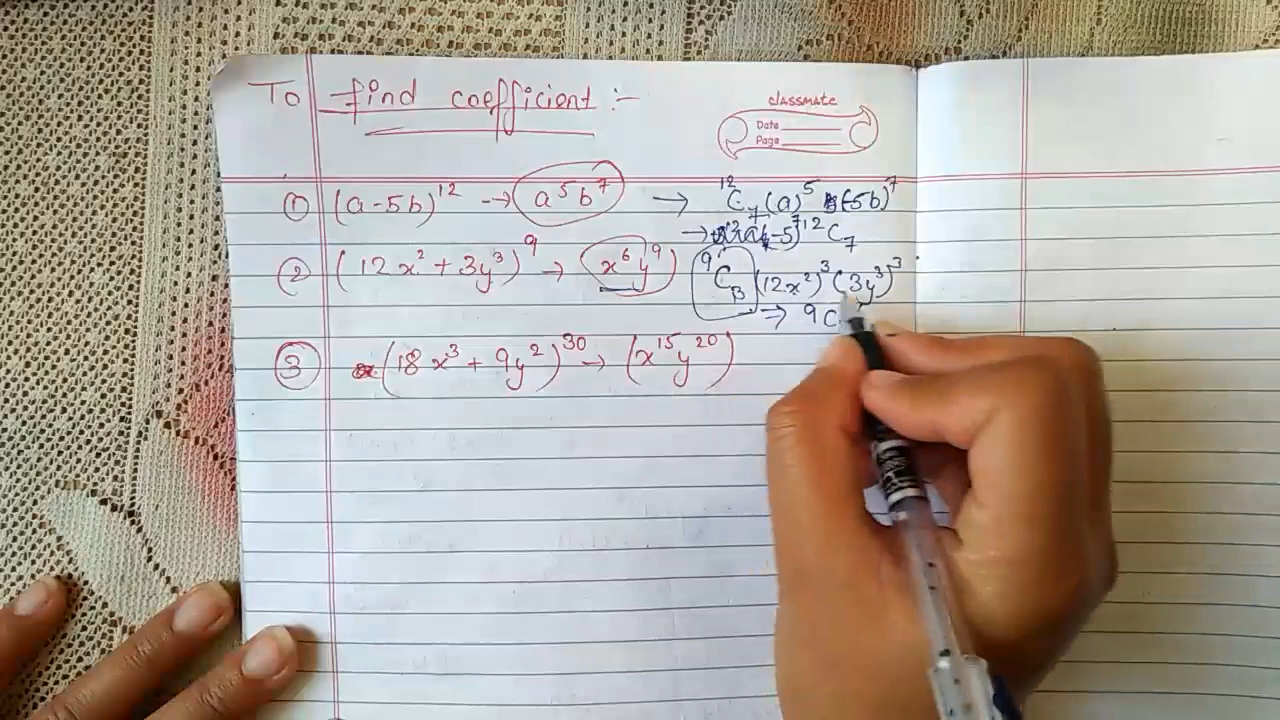 To find coefficient :-
classmate
Date
Page
① (a-5b)¹² → a⁵b⁷ → ¹²C₇ (a)⁵ (-5b)⁷
→ (-5)⁷ ¹²C₇
② (12x² + 3y³)⁹ → x⁶y⁹) ⁹C₃ (12x²)³ (3y³)³
→ ⁹C
③ (18x³ + 9y²)³⁰ → (x¹⁵y²⁰)